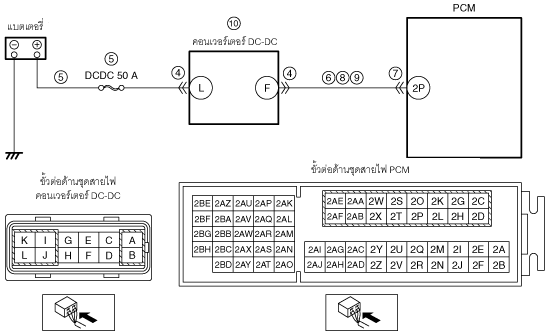 แบตเตอรี่
− +
⑤
⑤
DCDC 50 A
④
L
⑩
คอนเวอร์เตอร์ DC-DC
F
④
⑥⑧⑨
⑦
2P
PCM
ขั้วต่อด้านชุดสายไฟ
คอนเวอร์เตอร์ DC-DC
K I G E C A
L J H F D B
ขั้วต่อด้านชุดสายไฟ PCM
2BE 2AZ 2AU 2AP 2AK 2AE 2AA 2W 2S 2O 2K 2G 2C
2BF 2BA 2AV 2AQ 2AL 2AF 2AB 2X 2T 2P 2L 2H 2D
2BG 2BB 2AW 2AR 2AM
2BH 2BC 2AX 2AS 2AN 2AI 2AG 2AC 2Y 2U 2Q 2M 2I 2E 2A
2BD 2AY 2AT 2AO 2AJ 2AH 2AD 2Z 2V 2R 2N 2J 2F 2B